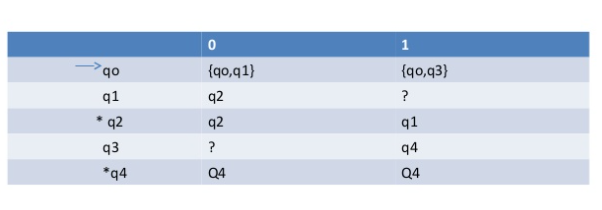 0 1
qo {qo,q1} {qo,q3}
q1 q2 ?
* q2 q2 q1
q3 ? q4
*q4 Q4 Q4